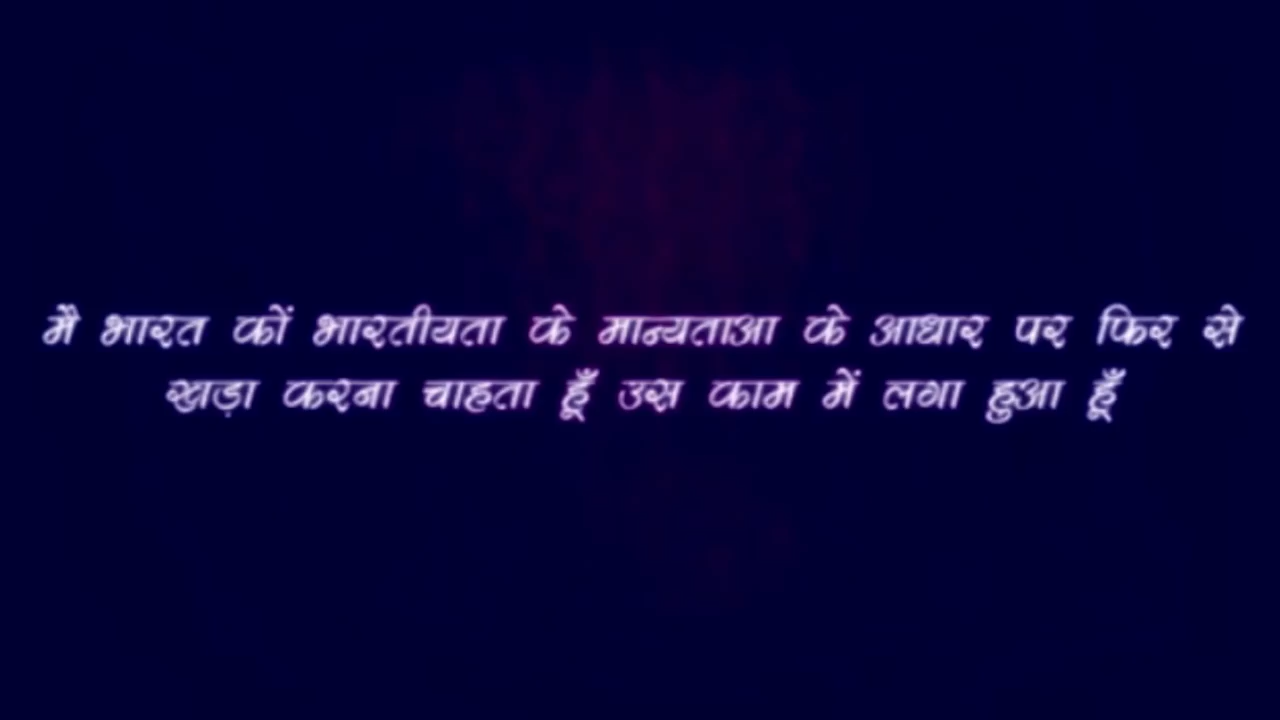 मै भारत कों भारतीयता के मान्यताआ के आधार पर फिर से
खड़ा करना चाहता हूँ उस काम में लगा हुआ हूँ